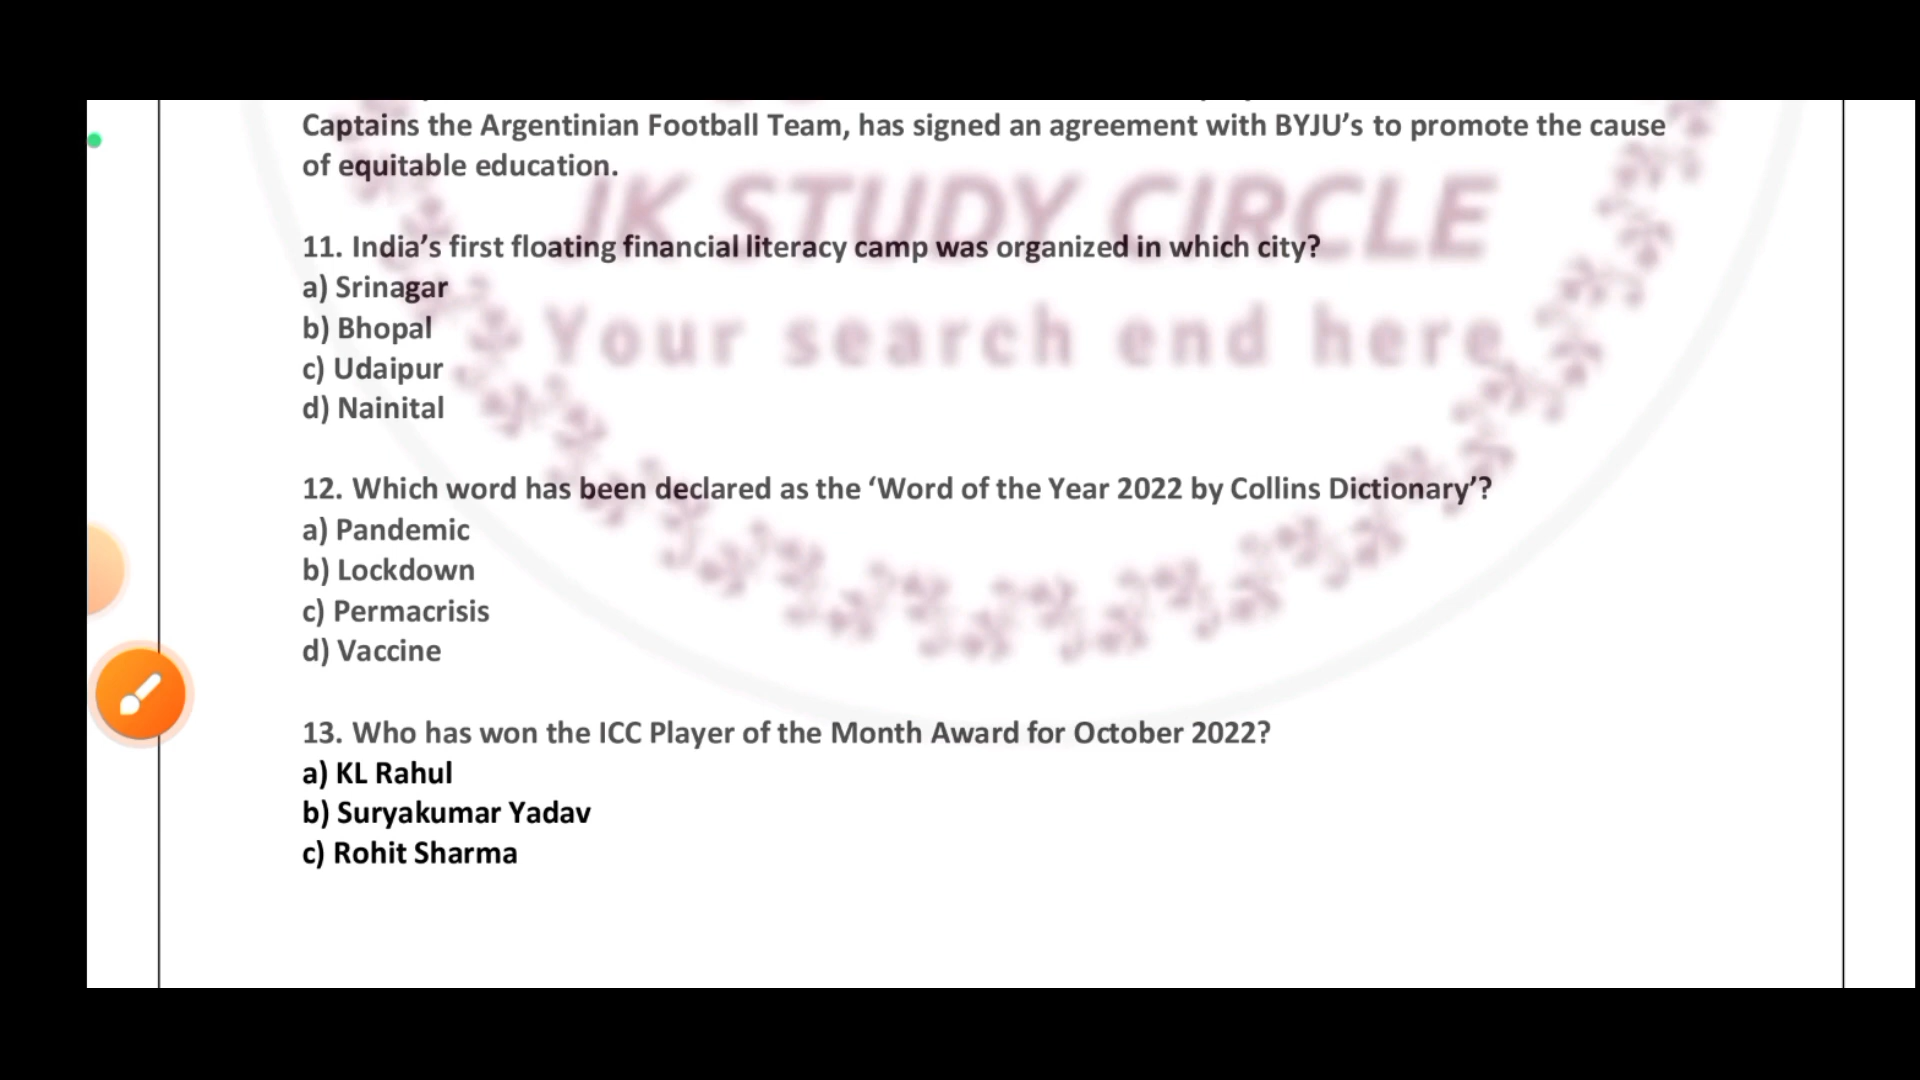 Captains the Argentinian Football Team, has signed an agreement with BYJU’s to promote the cause
of equitable education.
JK STUDY CIRCLE
11. India’s first floating financial literacy camp was organized in which city?
a) Srinagar
Your search end here
b) Bhopal
c) Udaipur
d) Nainital
12. Which word has been declared as the ‘Word of the Year 2022 by Collins Dictionary’?
a) Pandemic
b) Lockdown
c) Permacrisis
d) Vaccine
13. Who has won the ICC Player of the Month Award for October 2022?
a) KL Rahul
b) Suryakumar Yadav
c) Rohit Sharma